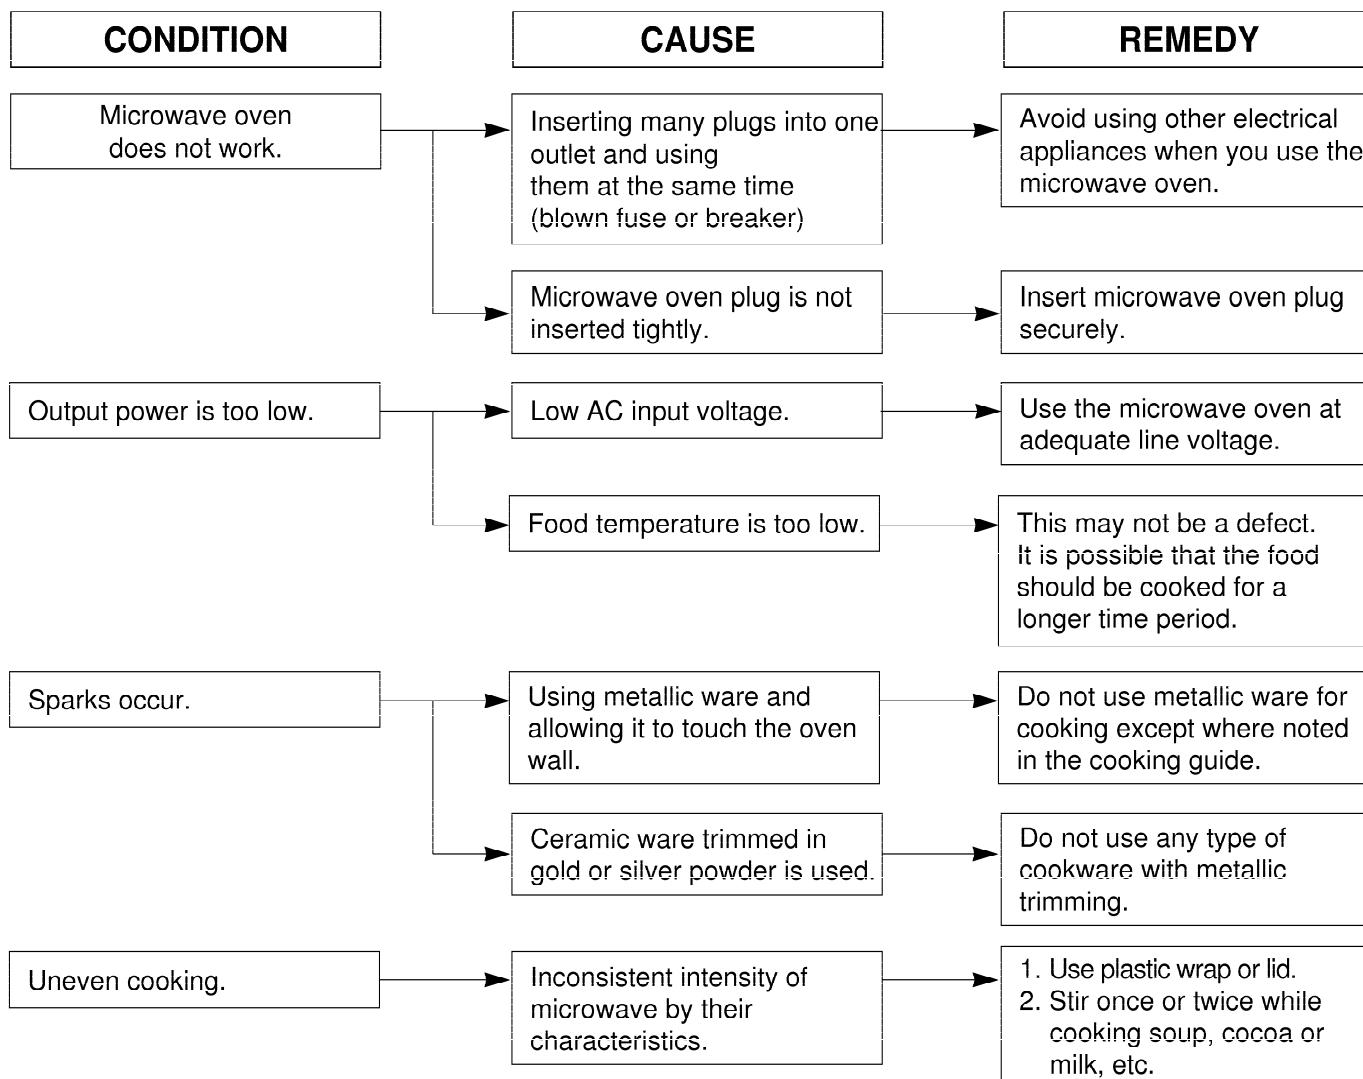 CONDITION
CAUSE
REMEDY
Microwave oven
does not work.
Inserting many plugs into one
outlet and using
them at the same time
(blown fuse or breaker)
Avoid using other electrical
appliances when you use the
microwave oven.
Microwave oven plug is not
inserted tightly.
Insert microwave oven plug
securely.
Output power is too low.
Low AC input voltage.
Use the microwave oven at
adequate line voltage.
Food temperature is too low.
This may not be a defect.
It is possible that the food
should be cooked for a
longer time period.
Sparks occur.
Using metallic ware and
allowing it to touch the oven
wall.
Do not use metallic ware for
cooking except where noted
in the cooking guide.
Ceramic ware trimmed in
gold or silver powder is used.
Do not use any type of
cookware with metallic
trimming.
Uneven cooking.
Inconsistent intensity of
microwave by their
characteristics.
1. Use plastic wrap or lid.
2. Stir once or twice while
cooking soup, cocoa or
milk, etc.